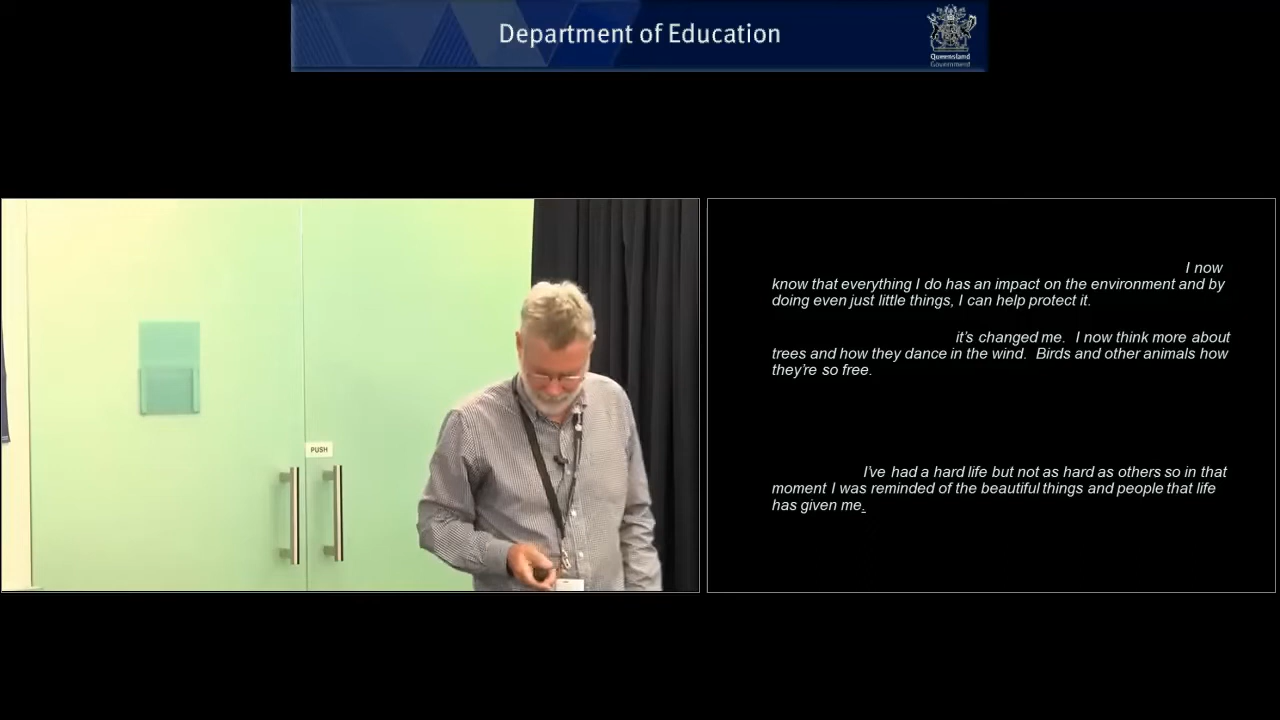 Department of Education
Queensland
Government
PUSH
I now
know that everything I do has an impact on the environment and by
doing even just little things, I can help protect it.
it's changed me. I now think more about
trees and how they dance in the wind. Birds and other animals how
they're so free.
I've had a hard life but not as hard as others so in that
moment I was reminded of the beautiful things and people that life
has given me.